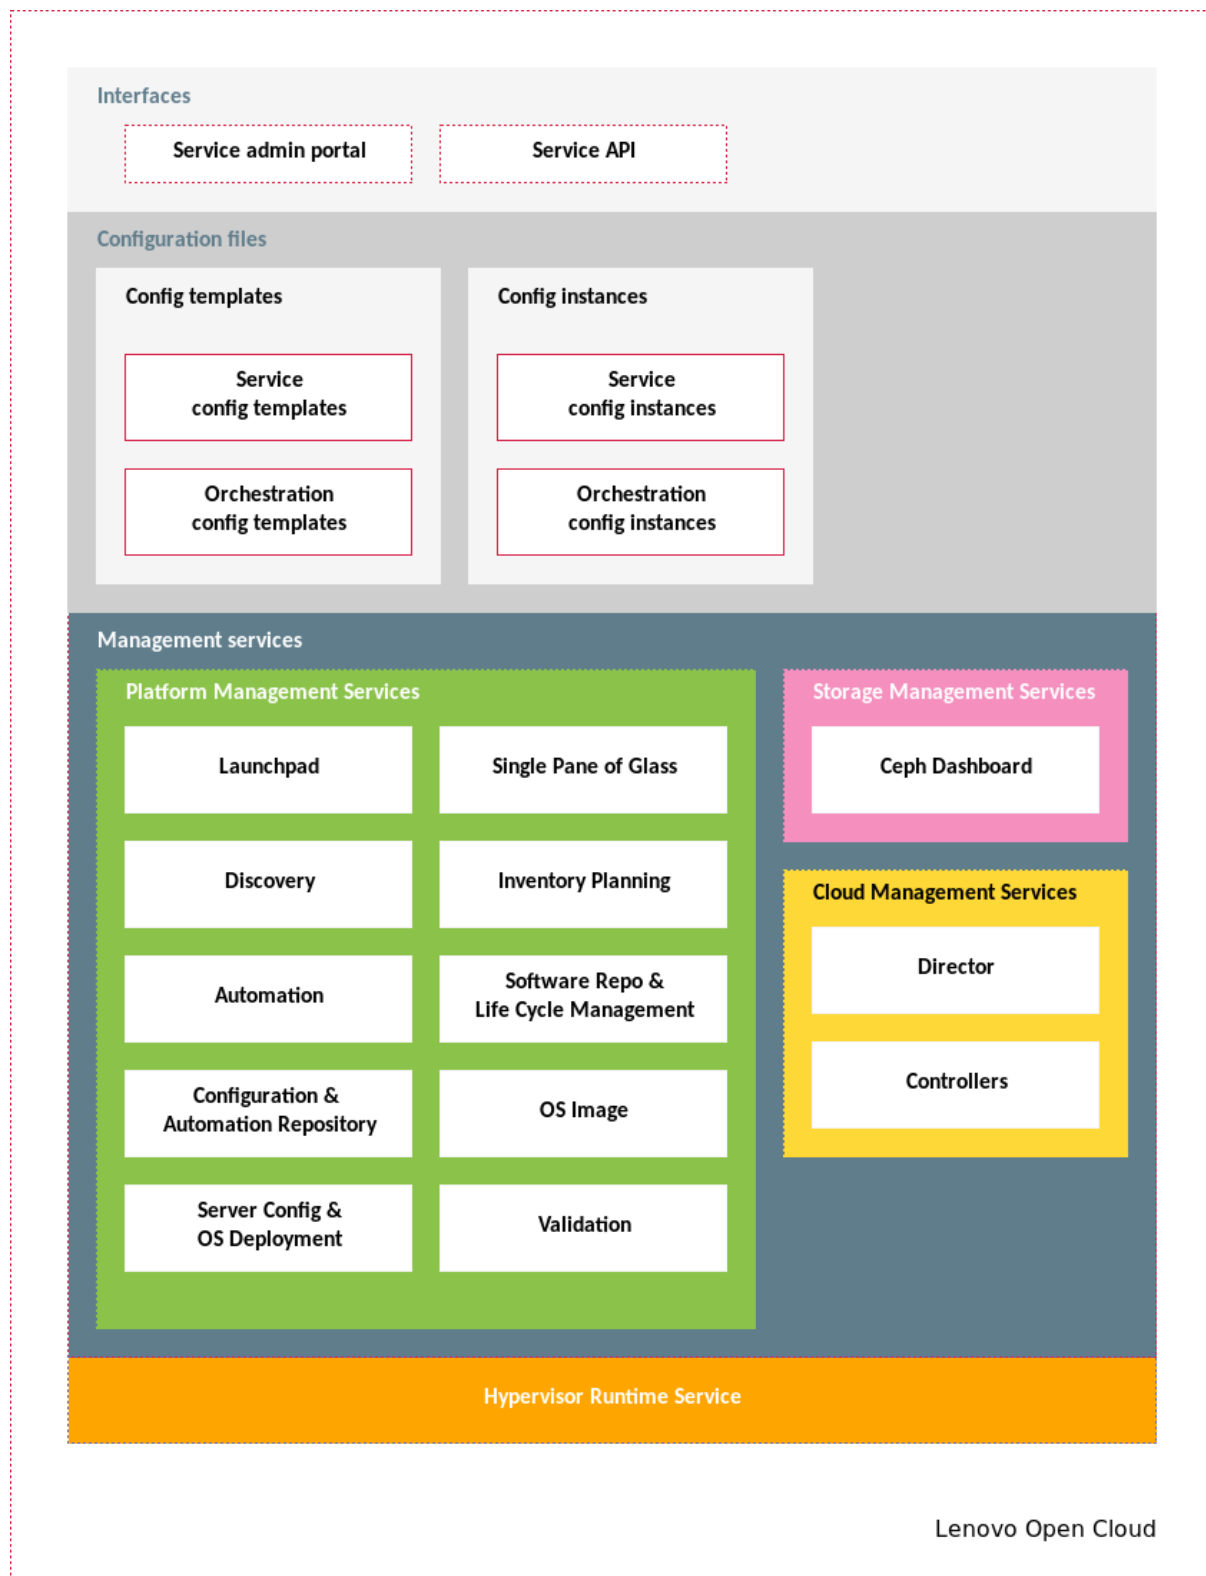 Interfaces
Service admin portal
Service API
Configuration files
Config templates
Service
config templates
Orchestration
config templates
Config instances
Service
config instances
Orchestration
config instances
Management services
Platform Management Services
Launchpad
Single Pane of Glass
Discovery
Inventory Planning
Automation
Software Repo &
Life Cycle Management
Configuration &
Automation Repository
OS Image
Server Config &
OS Deployment
Validation
Storage Management Services
Ceph Dashboard
Cloud Management Services
Director
Controllers
Hypervisor Runtime Service
Lenovo Open Cloud